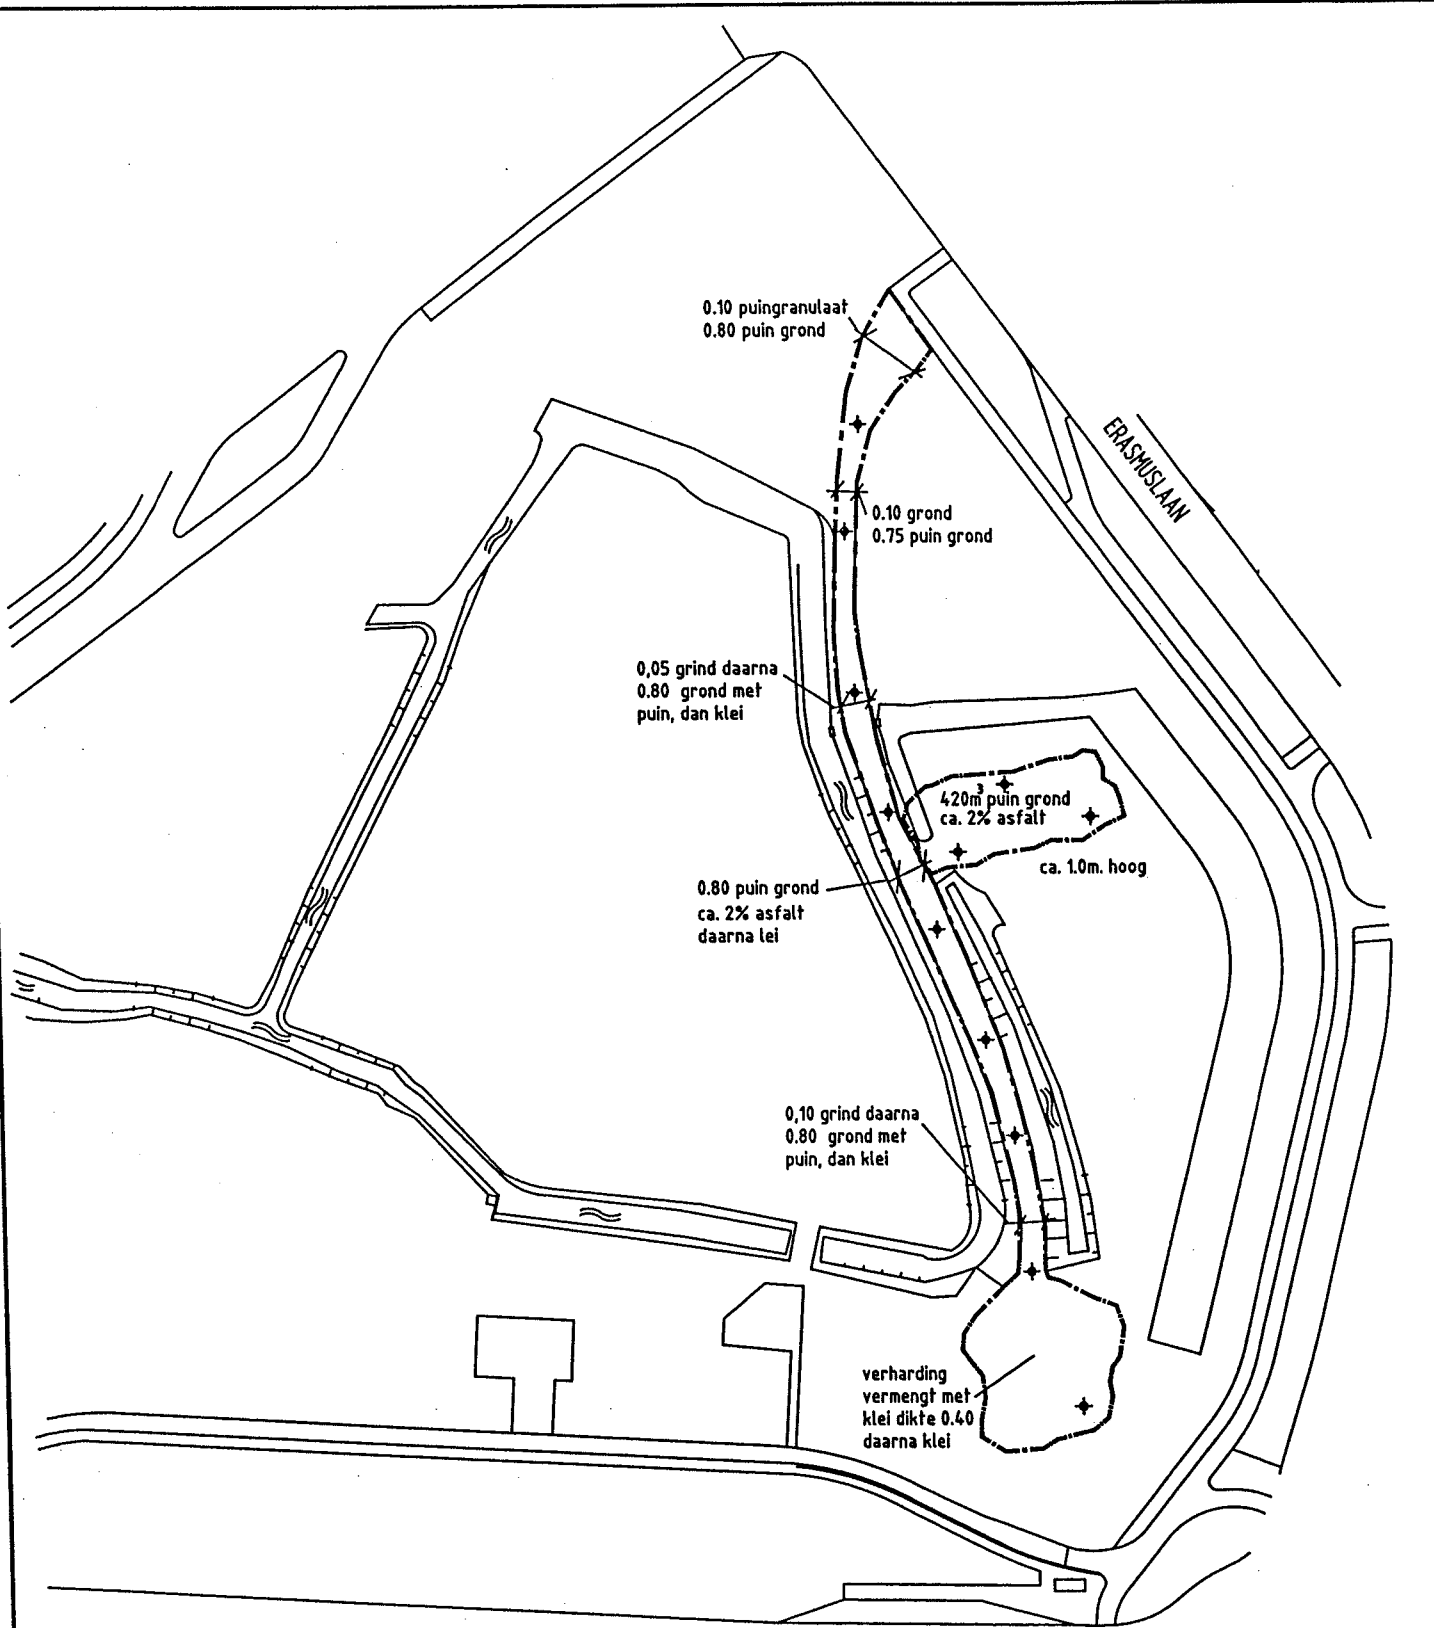 0.10 puingranulaat
0.80 puin grond
ERASMUSLAAN
0.10 grond
0.75 puin grond
0,05 grind daarna
0.80 grond met
puin, dan klei
420m³ puin grond
ca. 2% asfalt
ca. 1.0m. hoog
0.80 puin grond
ca. 2% asfalt
daarna lei
0,10 grind daarna
0.80 grond met
puin, dan klei
verharding
vermengt met
klei dikte 0.40
daarna klei